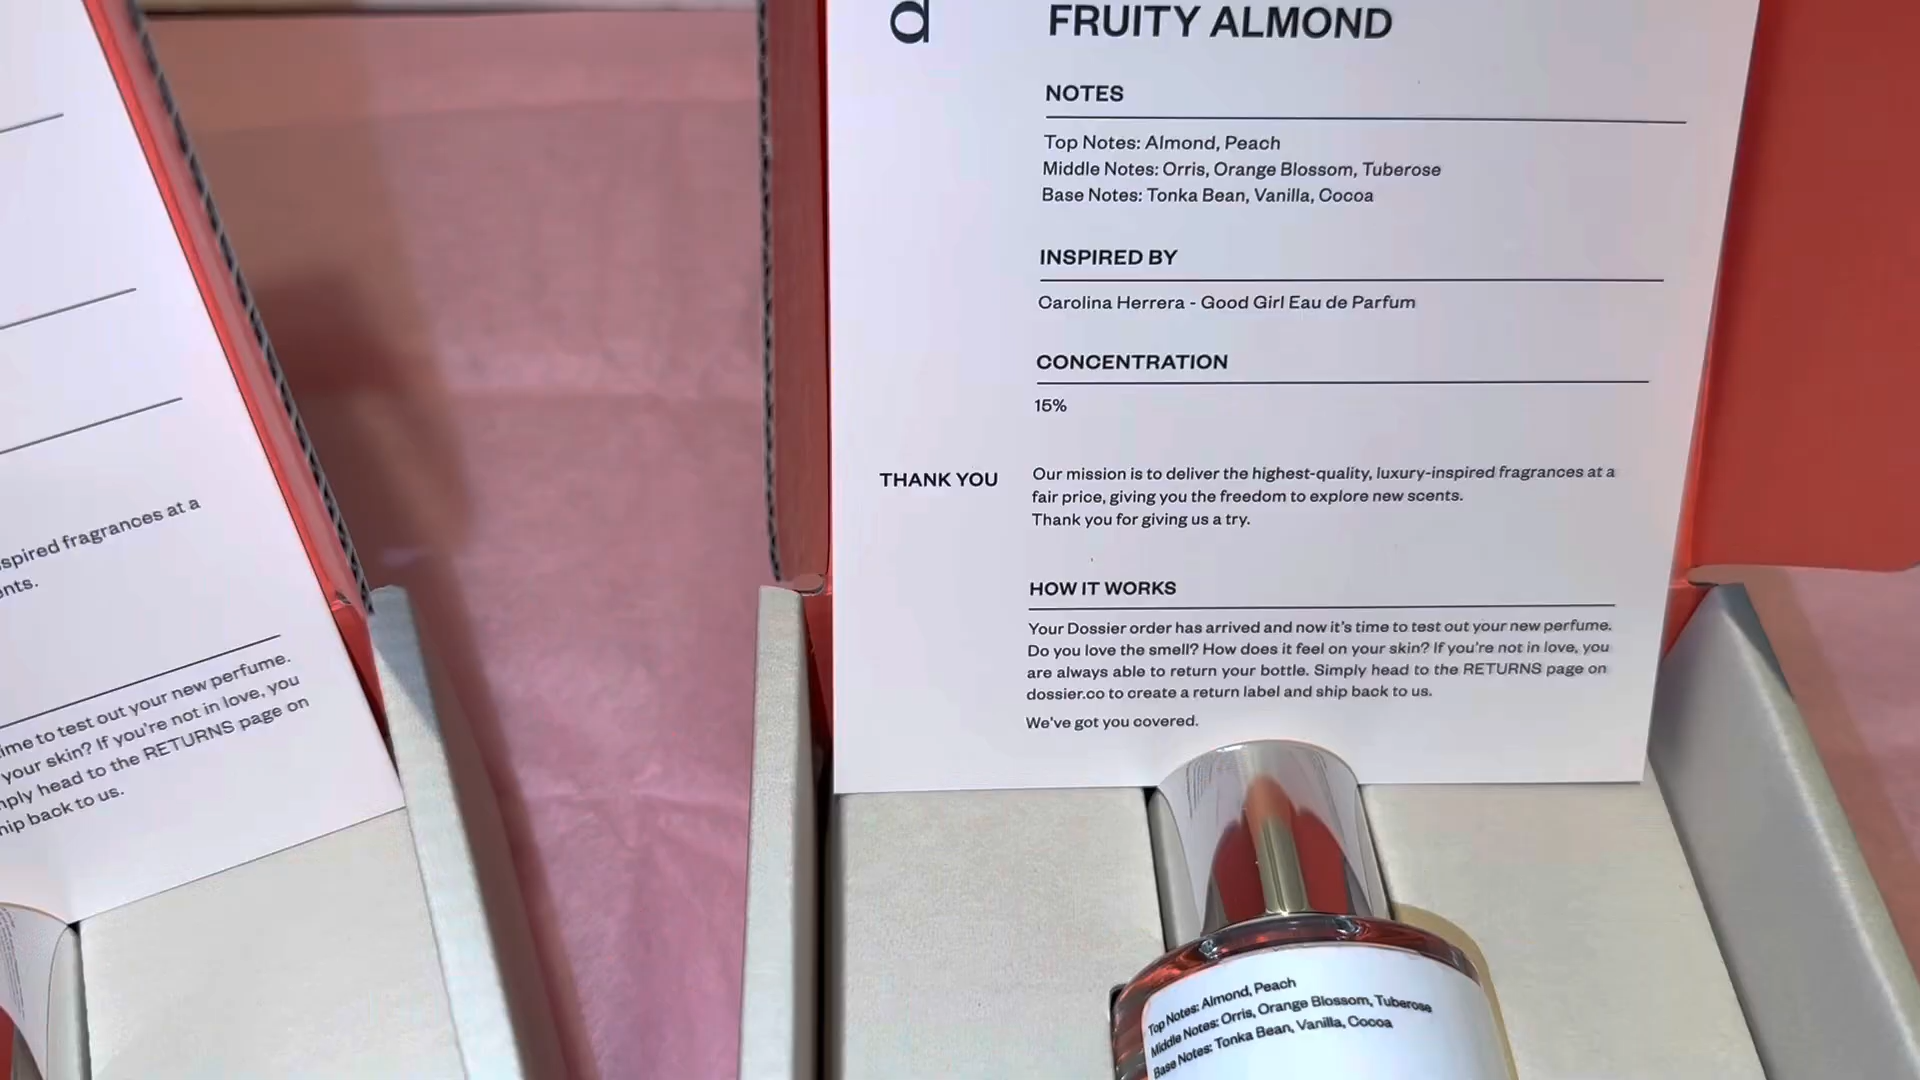 spired fragrances at a
nts.
me to test out your new perfume.
your skin? If you're not in love, you
ply head to the RETURNS page on
hip back to us.
d
FRUITY ALMOND
NOTES
Top Notes: Almond, Peach
Middle Notes: Orris, Orange Blossom, Tuberose
Base Notes: Tonka Bean, Vanilla, Cocoa
INSPIRED BY
Carolina Herrera - Good Girl Eau de Parfum
CONCENTRATION
15%
THANK YOU
Our mission is to deliver the highest-quality, luxury-inspired fragrances at a
fair price, giving you the freedom to explore new scents.
Thank you for giving us a try.
HOW IT WORKS
Your Dossier order has arrived and now it's time to test out your new perfume.
Do you love the smell? How does it feel on your skin? If you're not in love, you
are always able to return your bottle. Simply head to the RETURNS page on
dossier.co to create a return label and ship back to us.
We've got you covered.
Top Notes: Almond, Peach
Middle Notes: Orris, Orange Blossom, Tuberose
Base Notes: Tonka Bean, Vanilla, Cocoa